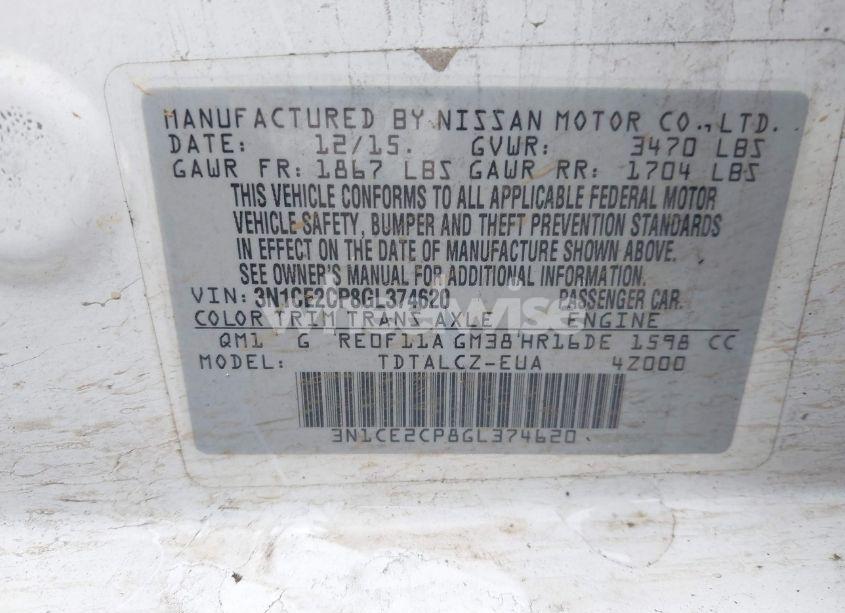 MANUFACTURED BY NISSAN MOTOR CO., LTD.
DATE: 12/15. GVWR: 3470 LBS
GAWR FR: 1867 LBS GAWR RR: 1704 LBS
THIS VEHICLE CONFORMS TO ALL APPLICABLE FEDERAL MOTOR
VEHICLE SAFETY, BUMPER AND THEFT PREVENTION STANDARDS
IN EFFECT ON THE DATE OF MANUFACTURE SHOWN ABOVE.
SEE OWNER'S MANUAL FOR ADDITIONAL INFORMATION.
VIN: 3N1CE2CP8GL374620 PASSENGER CAR.
COLOR TRIM TRANS AXLE ENGINE
QM1 G RE0F11A GM38 HR16DE 1598 CC
MODEL: TDTALCZ-EUA 4Z000
3N1CE2CP8GL374620